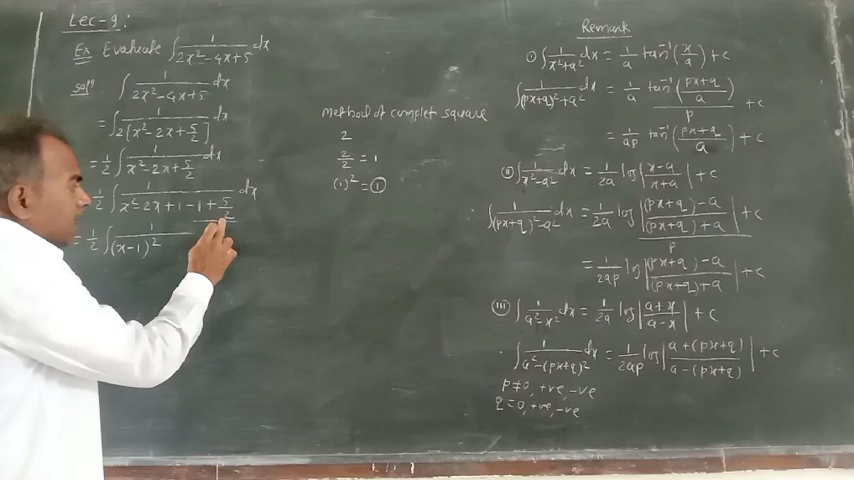 Lec-9:
Ex Evaluate ∫ 1/(2x²-4x+5) dx
solⁿ ∫ 1/(2x²-4x+5) dx
= ∫ 1/(2[x²-2x+5/2]) dx
= 1/2 ∫ 1/(x²-2x+5/2) dx
1/2 ∫ 1/(x²-2x+1-1+5/2) dx
= 1/2 ∫ 1/((x-1)²
method of complet square
2
2/2 = 1
(1)² = ①
Remark
① ∫ 1/(x²+a²) dx = 1/a tan⁻¹(x/a) + c
∫ 1/((px+q)²+a²) dx = 1/a tan⁻¹((px+q)/a)/p + c
= 1/ap tan⁻¹((px+q)/a) + c
ⓘⓘ ∫ 1/(x²-a²) dx = 1/2a log|(x-a)/(x+a)| + c
∫ 1/((px+q)²-a²) dx = 1/2a log|((px+q)-a)/((px+q)+a)|/p + c
= 1/2ap log|((px+q)-a)/((px+q)+a)| + c
ⓘⓘⓘ ∫ 1/(a²-x²) dx = 1/2a log|(a+x)/(a-x)| + c
∫ 1/(a²-(px+q)²) dx = 1/2ap log|(a+(px+q))/(a-(px+q))| + c
p≠0, +ve, -ve
q=0, +ve, -ve